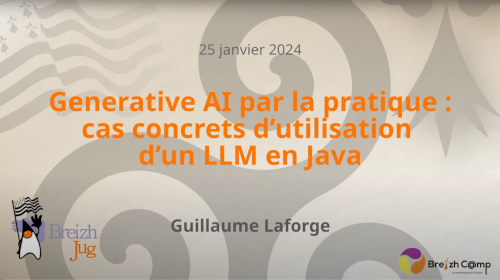 25 janvier 2024
Generative AI par la pratique :
cas concrets d’utilisation
d’un LLM en Java
Guillaume Laforge
Breizh
Jug
Breizh C@mp